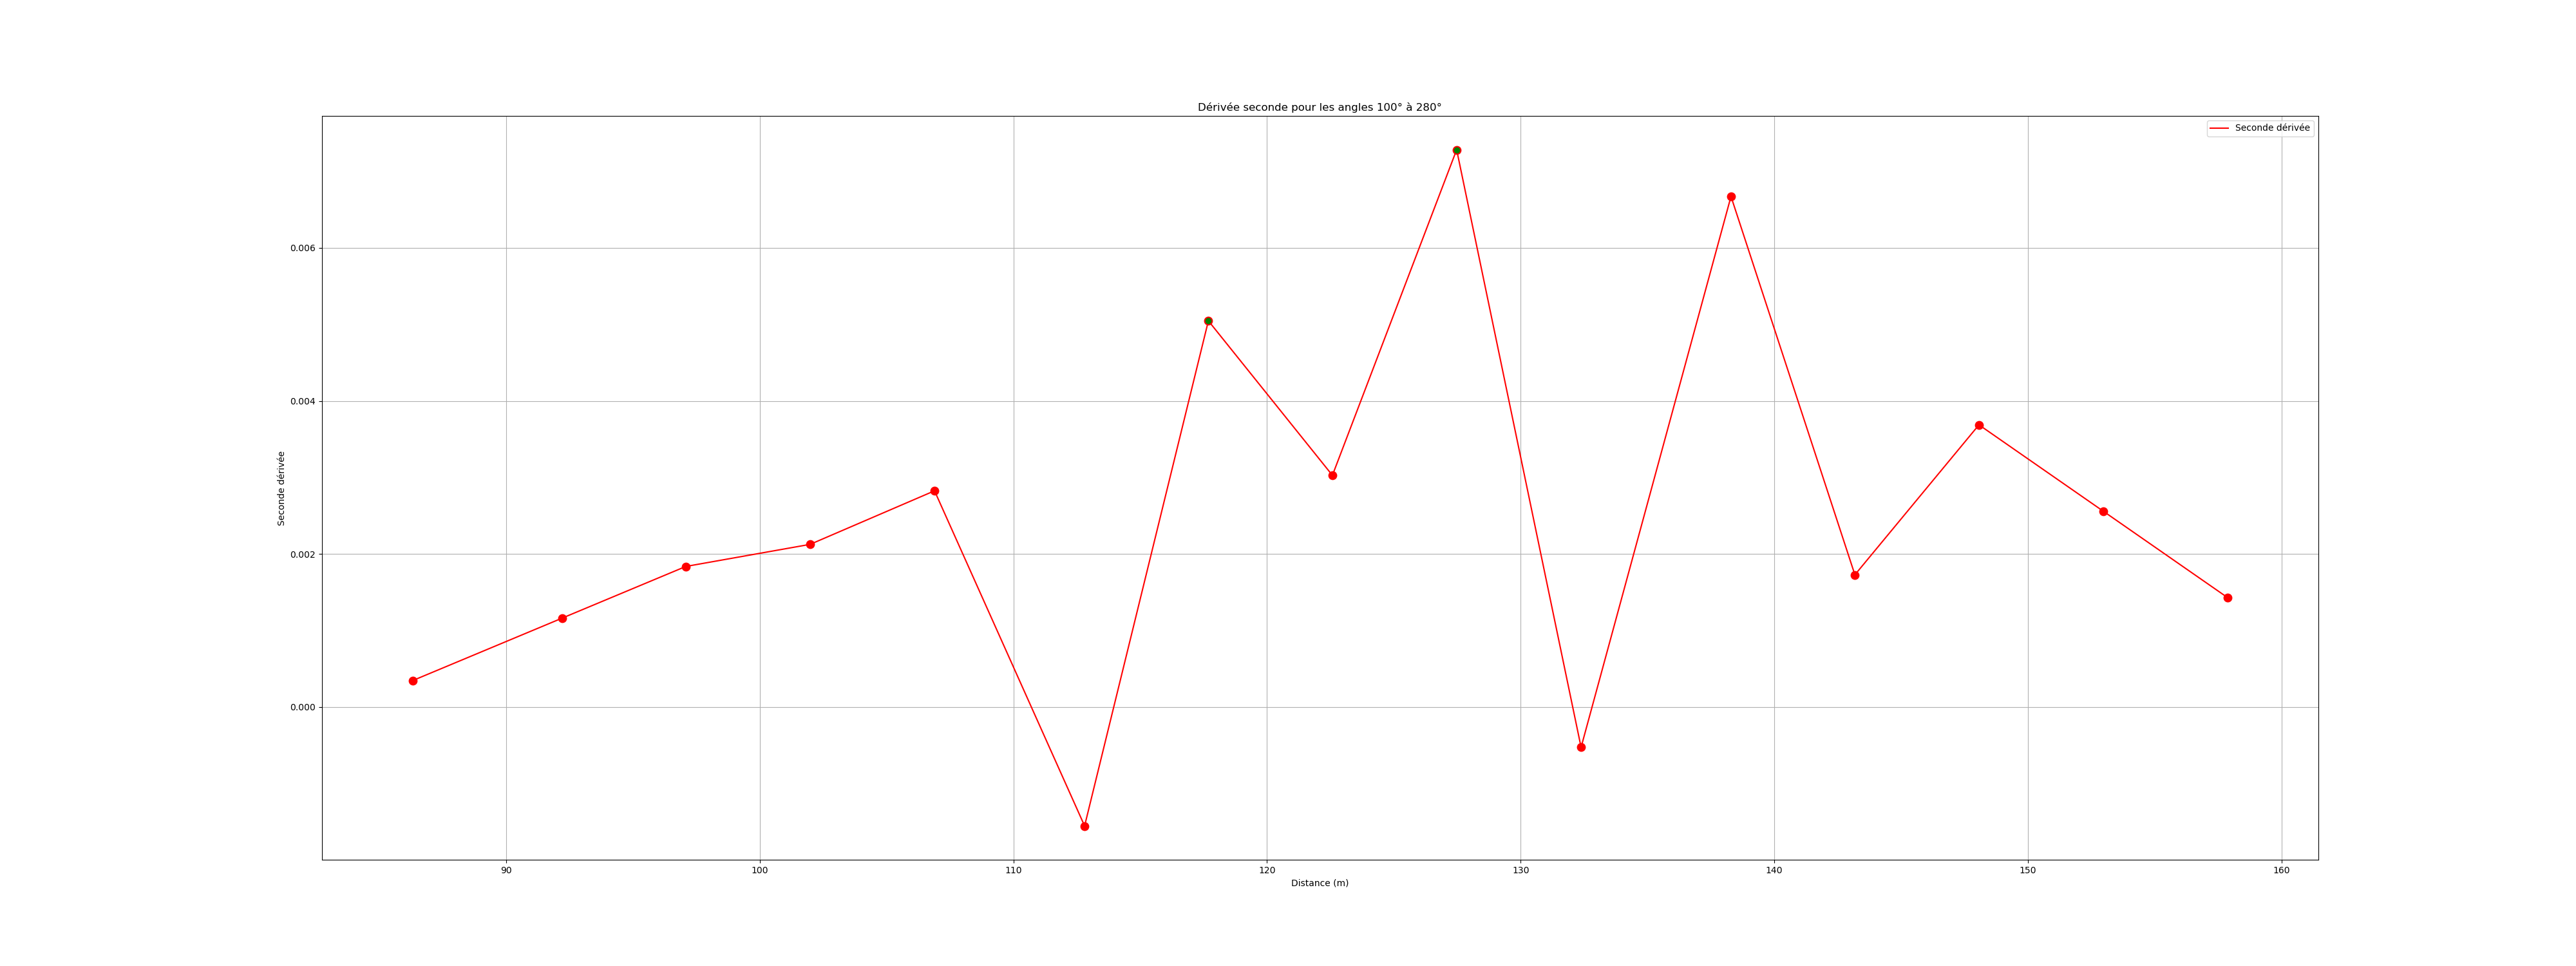 Dérivée seconde pour les angles 100° à 280°
Seconde dérivée
Seconde dérivée
0.006
0.004
0.002
0.000
90 100 110 120 130 140 150 160
Distance (m)